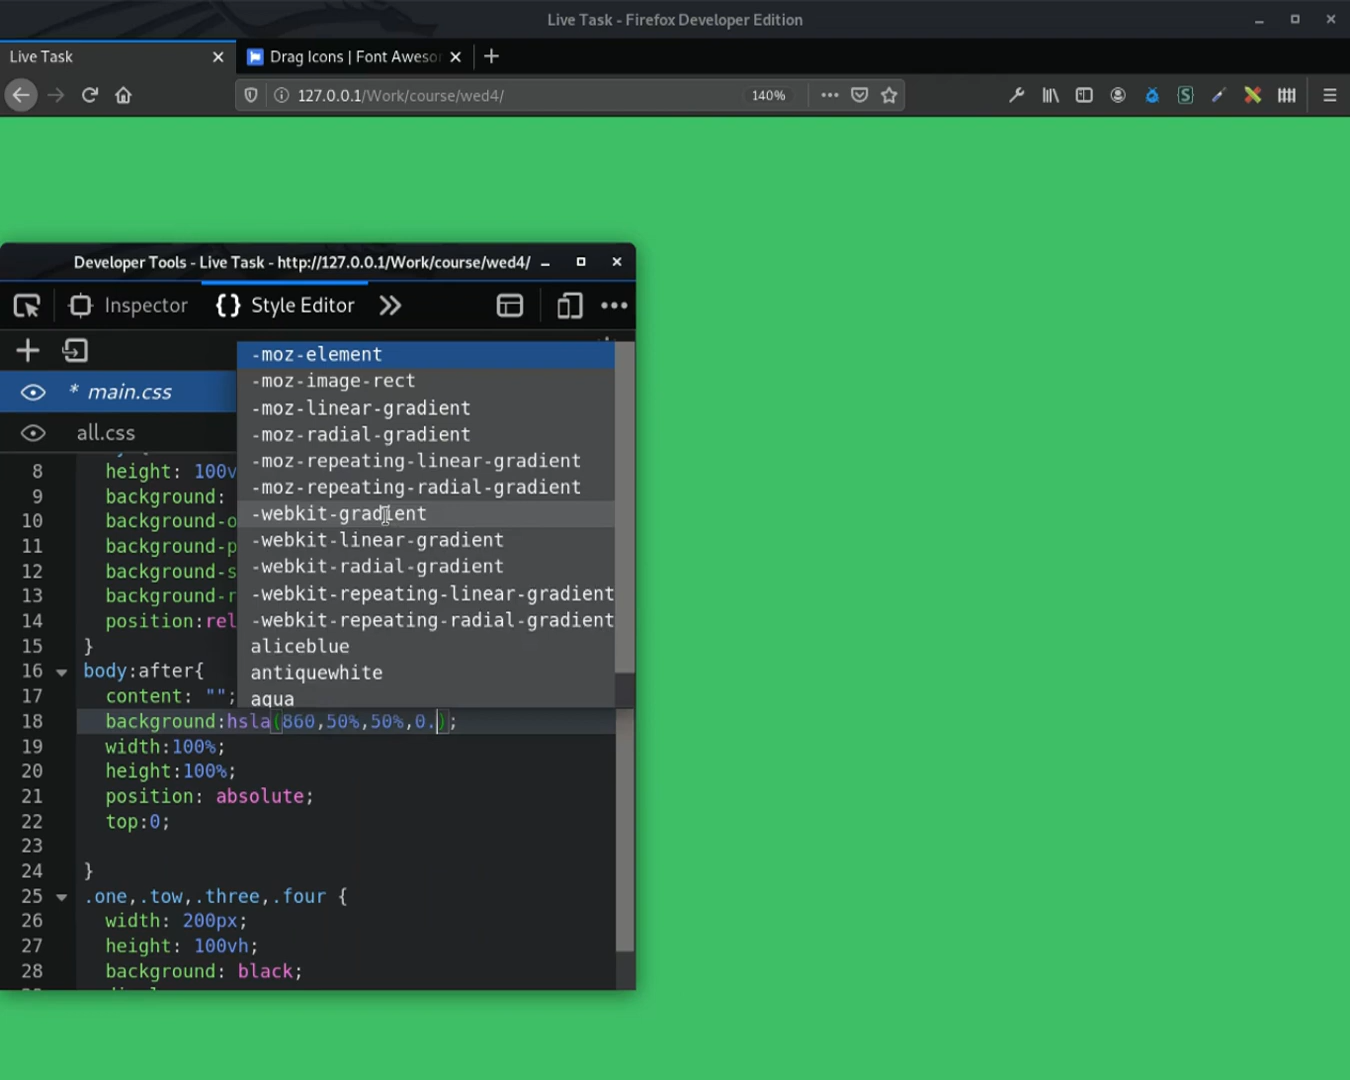 Live Task - Firefox Developer Edition
Live Task
Drag Icons | Font Aweso
127.0.0.1/Work/course/wed4/
140%
Developer Tools - Live Task - http://127.0.0.1/Work/course/wed4/
Inspector
{} Style Editor
* main.css
all.css
-moz-element
-moz-image-rect
-moz-linear-gradient
-moz-radial-gradient
-moz-repeating-linear-gradient
-moz-repeating-radial-gradient
-webkit-gradient
-webkit-linear-gradient
-webkit-radial-gradient
-webkit-repeating-linear-gradient
-webkit-repeating-radial-gradient
aliceblue
antiquewhite
aqua
8 height: 100v
9 background:
10 background-o
11 background-p
12 background-s
13 background-r
14 position:rel
15 }
16 body:after{
17 content: "";
18 background:hsla(860,50%,50%,0.);
19 width:100%;
20 height:100%;
21 position: absolute;
22 top:0;
23
24 }
25 .one,.tow,.three,.four {
26 width: 200px;
27 height: 100vh;
28 background: black;